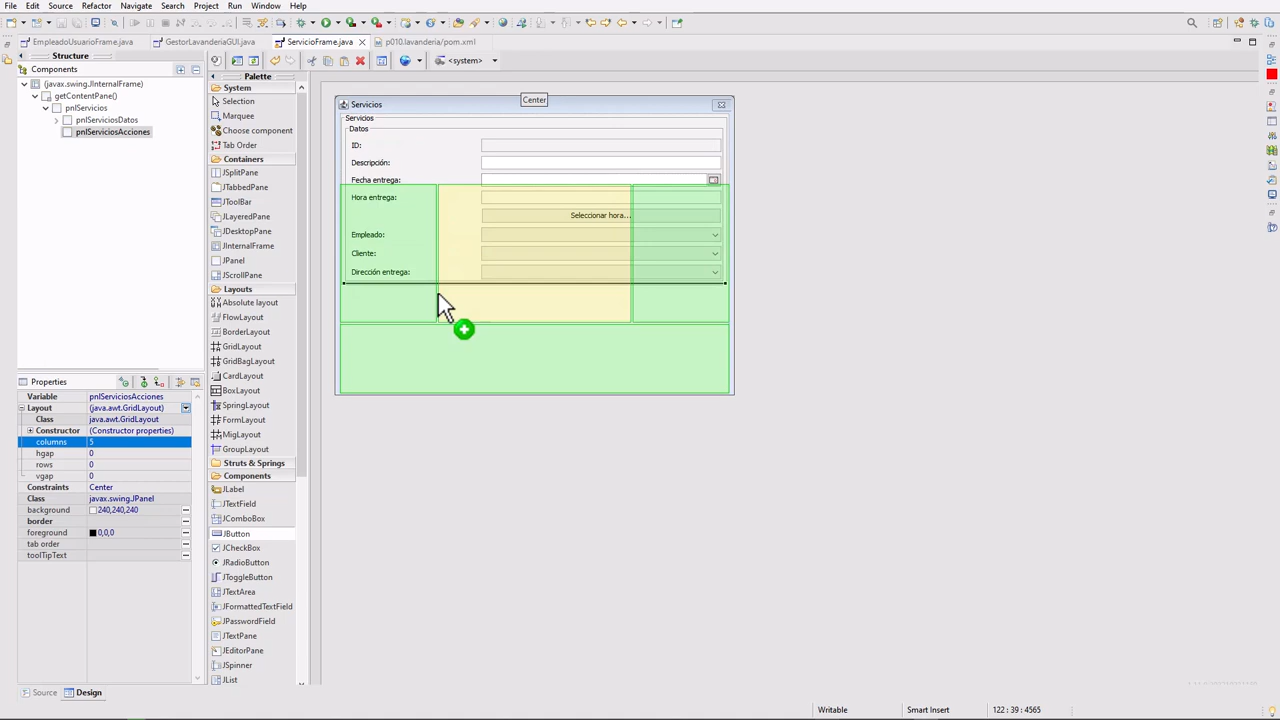 File Edit Source Refactor Navigate Search Project Run Window Help
EmpleadoUsuarioFrame.java GestorLavanderiaGUI.java ServicioFrame.java p010.lavanderia/pom.xml
Structure
<system>
Components
Palette
(javax.swing.JInternalFrame)
getContentPane()
pnlServicios
pnlServiciosDatos
pnlServiciosAcciones
System
Selection
Marquee
Choose component
Tab Order
Containers
JSplitPane
JTabbedPane
JToolBar
JLayeredPane
JDesktopPane
JInternalFrame
JPanel
JScrollPane
Layouts
Absolute layout
FlowLayout
BorderLayout
GridLayout
GridBagLayout
CardLayout
BoxLayout
SpringLayout
FormLayout
MigLayout
GroupLayout
Struts & Springs
Components
JLabel
JTextField
JComboBox
JButton
JCheckBox
JRadioButton
JToggleButton
JTextArea
JFormattedTextField
JPasswordField
JTextPane
JEditorPane
JSpinner
JList
Center
Servicios
Servicios
Datos
ID:
Descripción:
Fecha entrega:
Hora entrega:
Seleccionar hora...
Empleado:
Cliente:
Dirección entrega:
Properties
Variable pnlServiciosAcciones
Layout (java.awt.GridLayout)
Class java.awt.GridLayout
Constructor (Constructor properties)
columns 5
hgap 0
rows 0
vgap 0
Constraints Center
Class javax.swing.JPanel
background 240,240,240
border
foreground 0,0,0
tab order
toolTipText
Source Design
Writable Smart Insert 122 : 39 : 4565